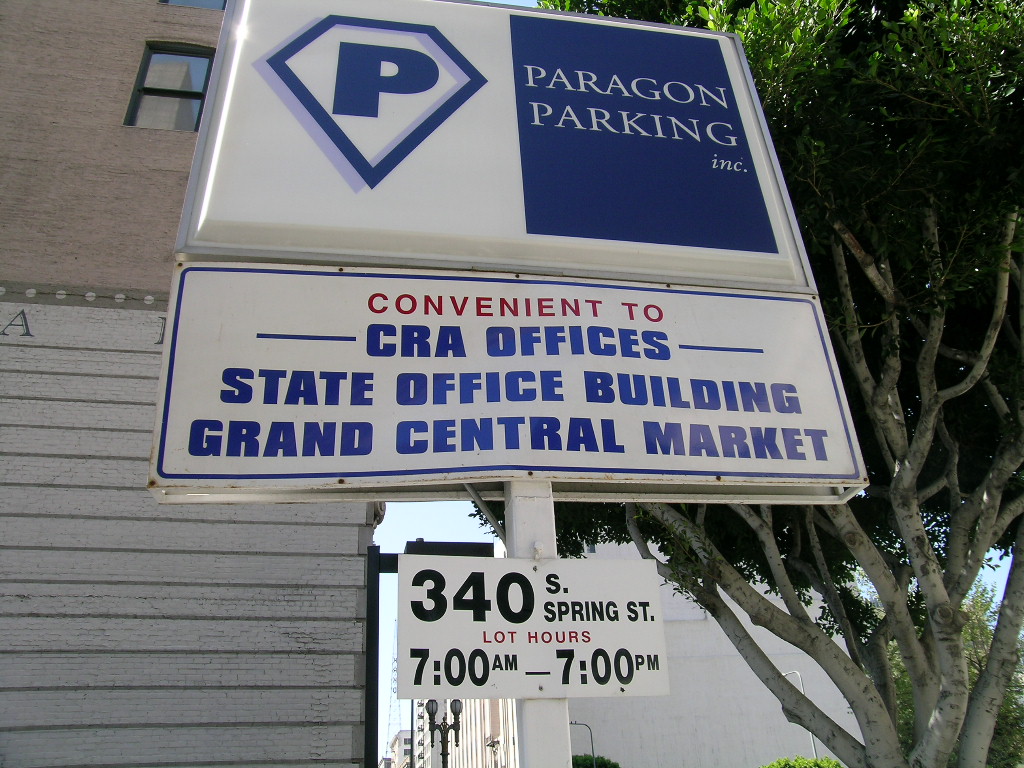 P
PARAGON
PARKING
inc.
CONVENIENT TO
CRA OFFICES
STATE OFFICE BUILDING
GRAND CENTRAL MARKET
A
340 S. SPRING ST.
LOT HOURS
7:00AM — 7:00PM